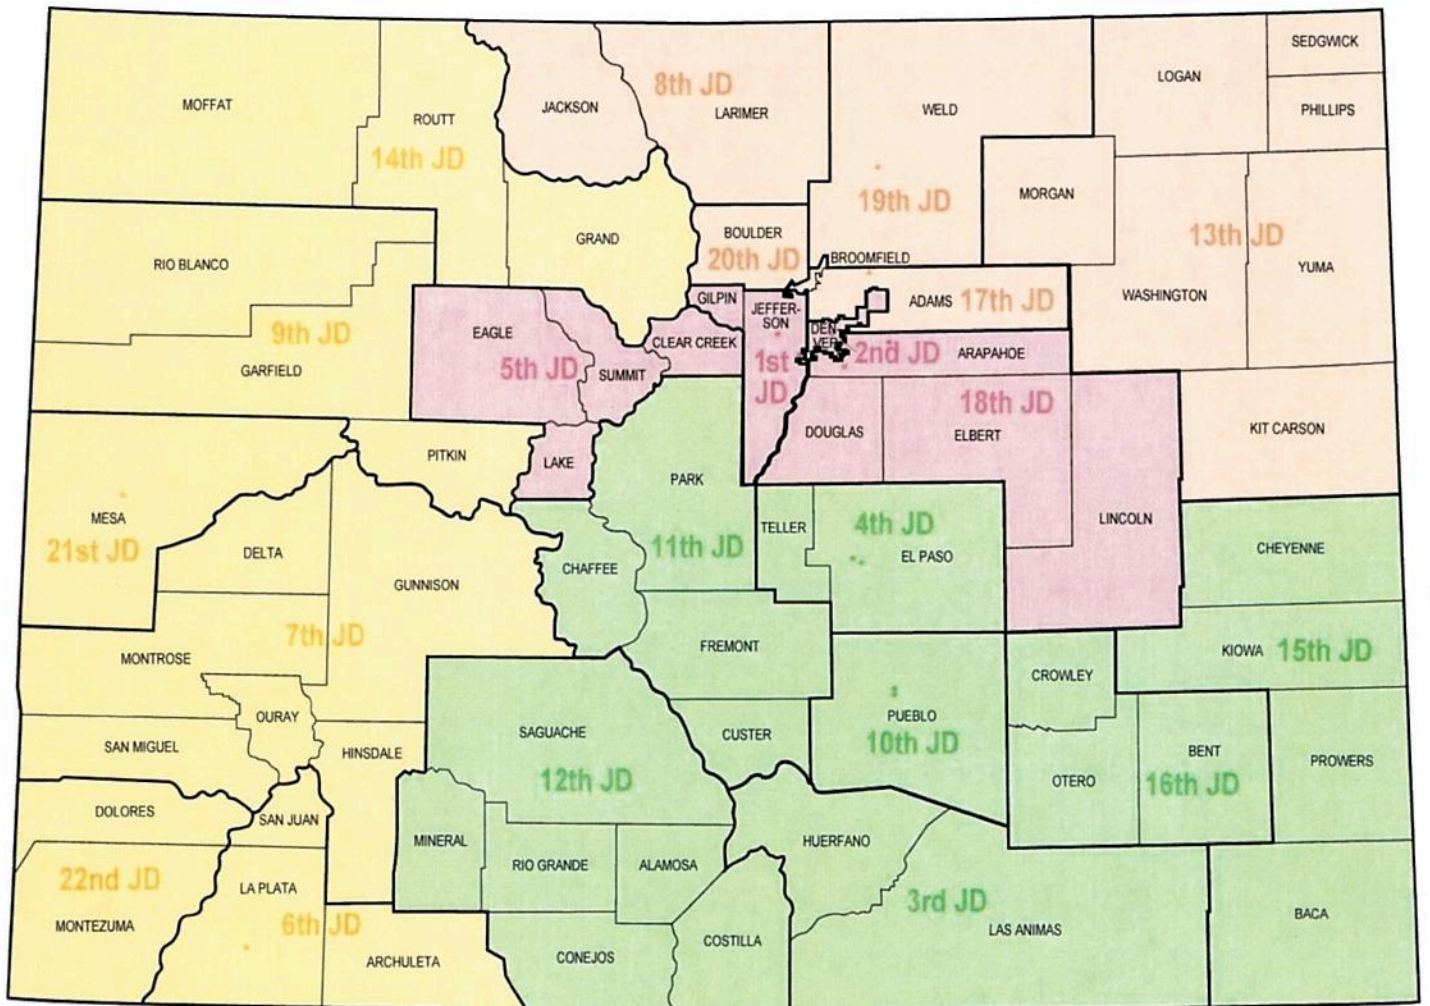 SEDGWICK
LOGAN
8th JD
MOFFAT
JACKSON
LARIMER
WELD
PHILLIPS
ROUTT
14th JD
MORGAN
19th JD
BOULDER
GRAND
13th JD
20th JD
BROOMFIELD
RIO BLANCO
YUMA
GILPIN
WASHINGTON
ADAMS 17th JD
JEFFER-
SON
EAGLE
9th JD
DEN
VER
CLEAR CREEK
2nd JD
ARAPAHOE
GARFIELD
5th JD
SUMMIT
1st
JD
18th JD
DOUGLAS
ELBERT
KIT CARSON
PITKIN
LAKE
PARK
MESA
21st JD
LINCOLN
TELLER
4th JD
DELTA
11th JD
EL PASO
CHEYENNE
CHAFFEE
GUNNISON
7th JD
MONTROSE
FREMONT
KIOWA 15th JD
CROWLEY
OURAY
PUEBLO
10th JD
SAN MIGUEL
HINSDALE
SAGUACHE
CUSTER
BENT
16th JD
PROWERS
12th JD
OTERO
DOLORES
SAN JUAN
MINERAL
HUERFANO
RIO GRANDE
ALAMOSA
22nd JD
LA PLATA
3rd JD
BACA
MONTEZUMA
6th JD
LAS ANIMAS
COSTILLA
CONEJOS
ARCHULETA